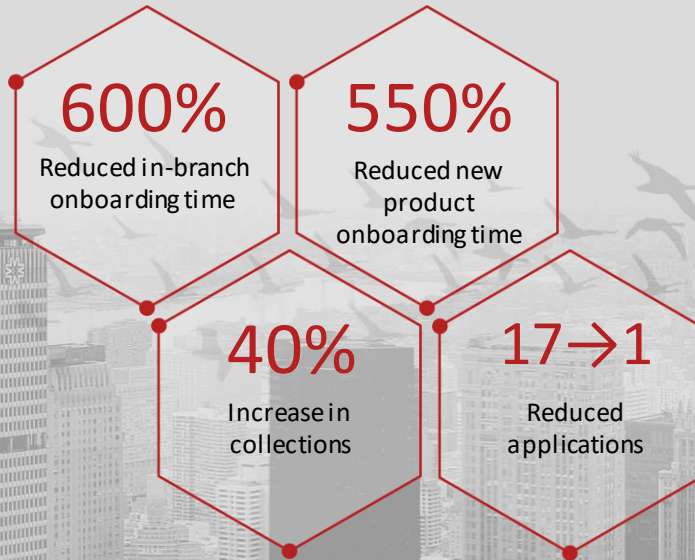 600%
Reduced in-branch
onboarding time
550%
Reduced new
product
onboarding time
40%
Increase in
collections
17→1
Reduced
applications